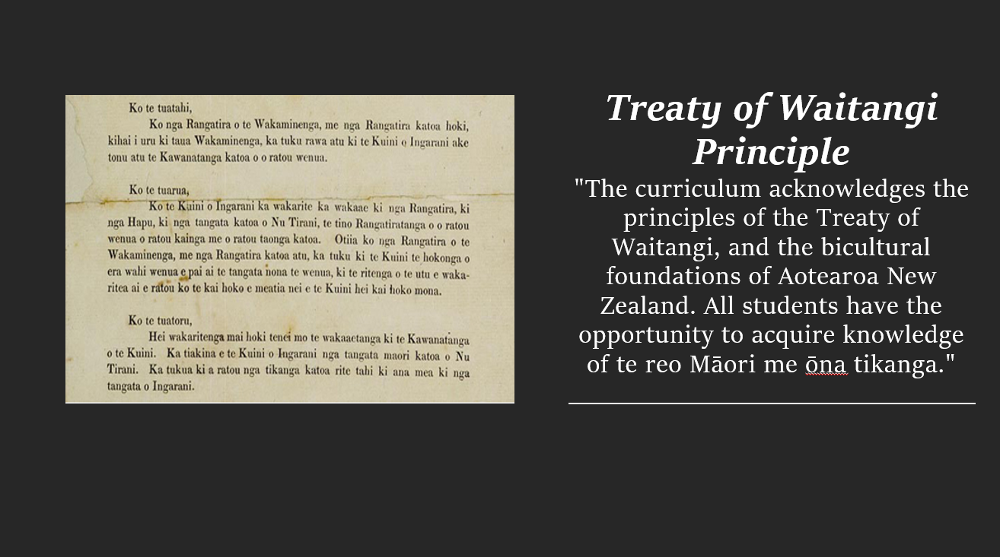 Ko te tuatahi,
Ko nga Rangatira o te Wakaminenga, me nga Rangatira katoa hoki,
kihai i uru ki taua Wakaminenga, ka tuku rawa atu ki te Kuini o Ingarani ake
tonu atu te Kawanatanga katoa o o ratou wenua.
Ko te tuarua,
Ko te Kuini o Ingarani ka wakarite ka wakaae ki nga Rangatira, ki
nga Hapu, ki nga tangata katoa o Nu Tirani, te tino Rangatiratanga o o ratou
wenua o ratou kainga me o ratou taonga katoa. Otiia ko nga Rangatira o te
Wakaminenga, me nga Rangatira katoa atu, ka tuku ki te Kuini te hokonga o
era wahi wenua e pai ai te tangata nona te wenua, ki te ritenga o te utu e waka-
ritea ai e ratou ko te kai hoko e meatia nei e te Kuini hei kai hoko mona.
Ko te tuatoru,
Hei wakaritenga mai hoki tenei mo te wakaaetanga ki te Kawanatanga
o te Kuini. Ka tiakina e te Kuini o Ingarani nga tangata maori katoa o Nu
Tirani. Ka tukua ki a ratou nga tikanga katoa rite tahi ki ana mea ki nga
tangata o Ingarani.
Treaty of Waitangi
Principle
"The curriculum acknowledges the
principles of the Treaty of
Waitangi, and the bicultural
foundations of Aotearoa New
Zealand. All students have the
opportunity to acquire knowledge
of te reo Māori me ōna tikanga."